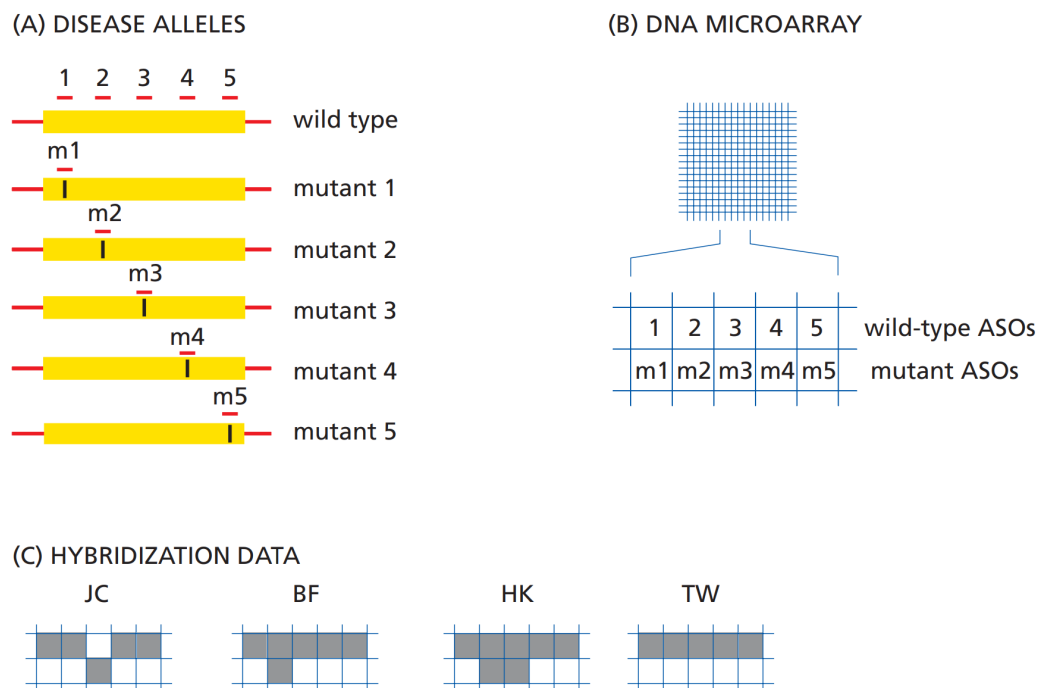 (A) DISEASE ALLELES
1 2 3 4 5
wild type
m1
mutant 1
m2
mutant 2
m3
mutant 3
m4
mutant 4
m5
mutant 5
(B) DNA MICROARRAY
1 2 3 4 5 wild-type ASOs
m1 m2 m3 m4 m5 mutant ASOs
(C) HYBRIDIZATION DATA
JC BF HK TW